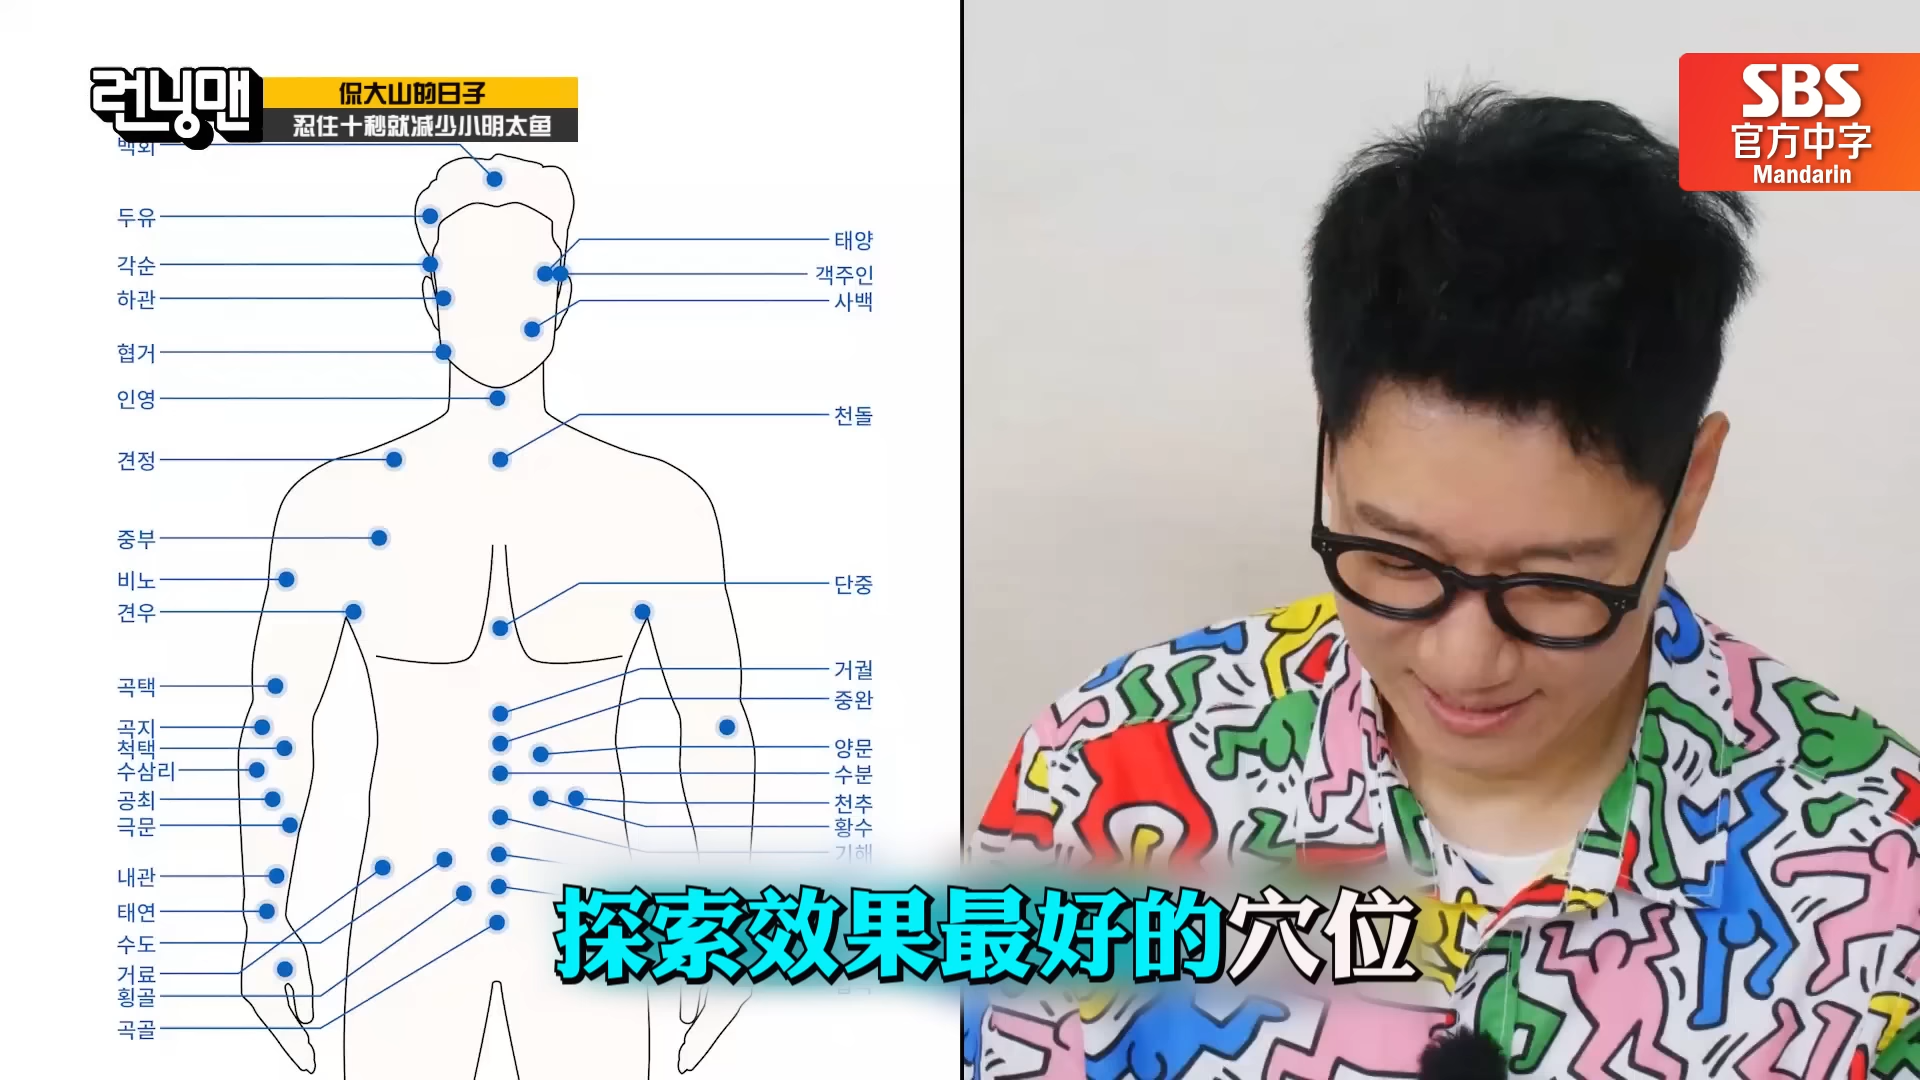 런닝맨
侃大山的日子
忍住十秒就减少小明太鱼
SBS
官方中字
Mandarin
백회
두유
각순
하관
협거
인영
견정
중부
비노
견우
곡택
곡지
척택
수삼리
공최
극문
내관
태연
수도
거료
횡골
곡골
태양
객주인
사백
천돌
단중
거궐
중완
양문
수분
천추
황수
기해
探索效果最好的穴位